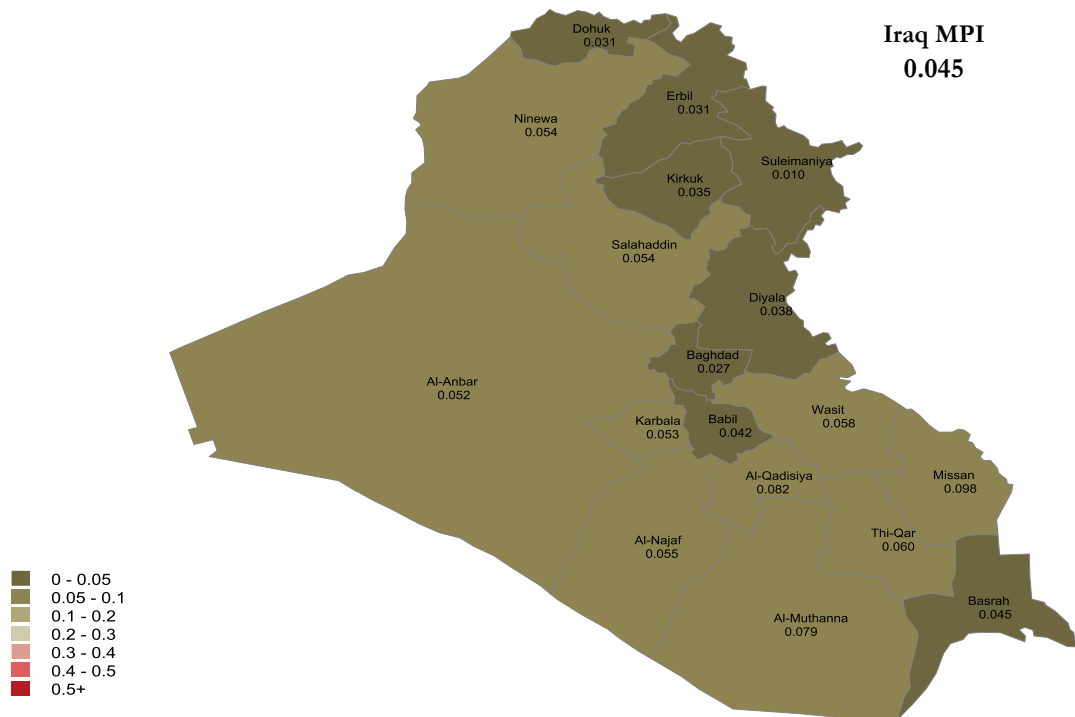 Iraq MPI
0.045
Dohuk
0.031
Erbil
0.031
Ninewa
0.054
Suleimaniya
0.010
Kirkuk
0.035
Salahaddin
0.054
Diyala
0.038
Baghdad
0.027
Al-Anbar
0.052
Karbala
0.053
Babil
0.042
Wasit
0.058
Al-Qadisiya
0.082
Missan
0.098
Al-Najaf
0.055
Thi-Qar
0.060
Basrah
0.045
Al-Muthanna
0.079
0 - 0.05
0.05 - 0.1
0.1 - 0.2
0.2 - 0.3
0.3 - 0.4
0.4 - 0.5
0.5+